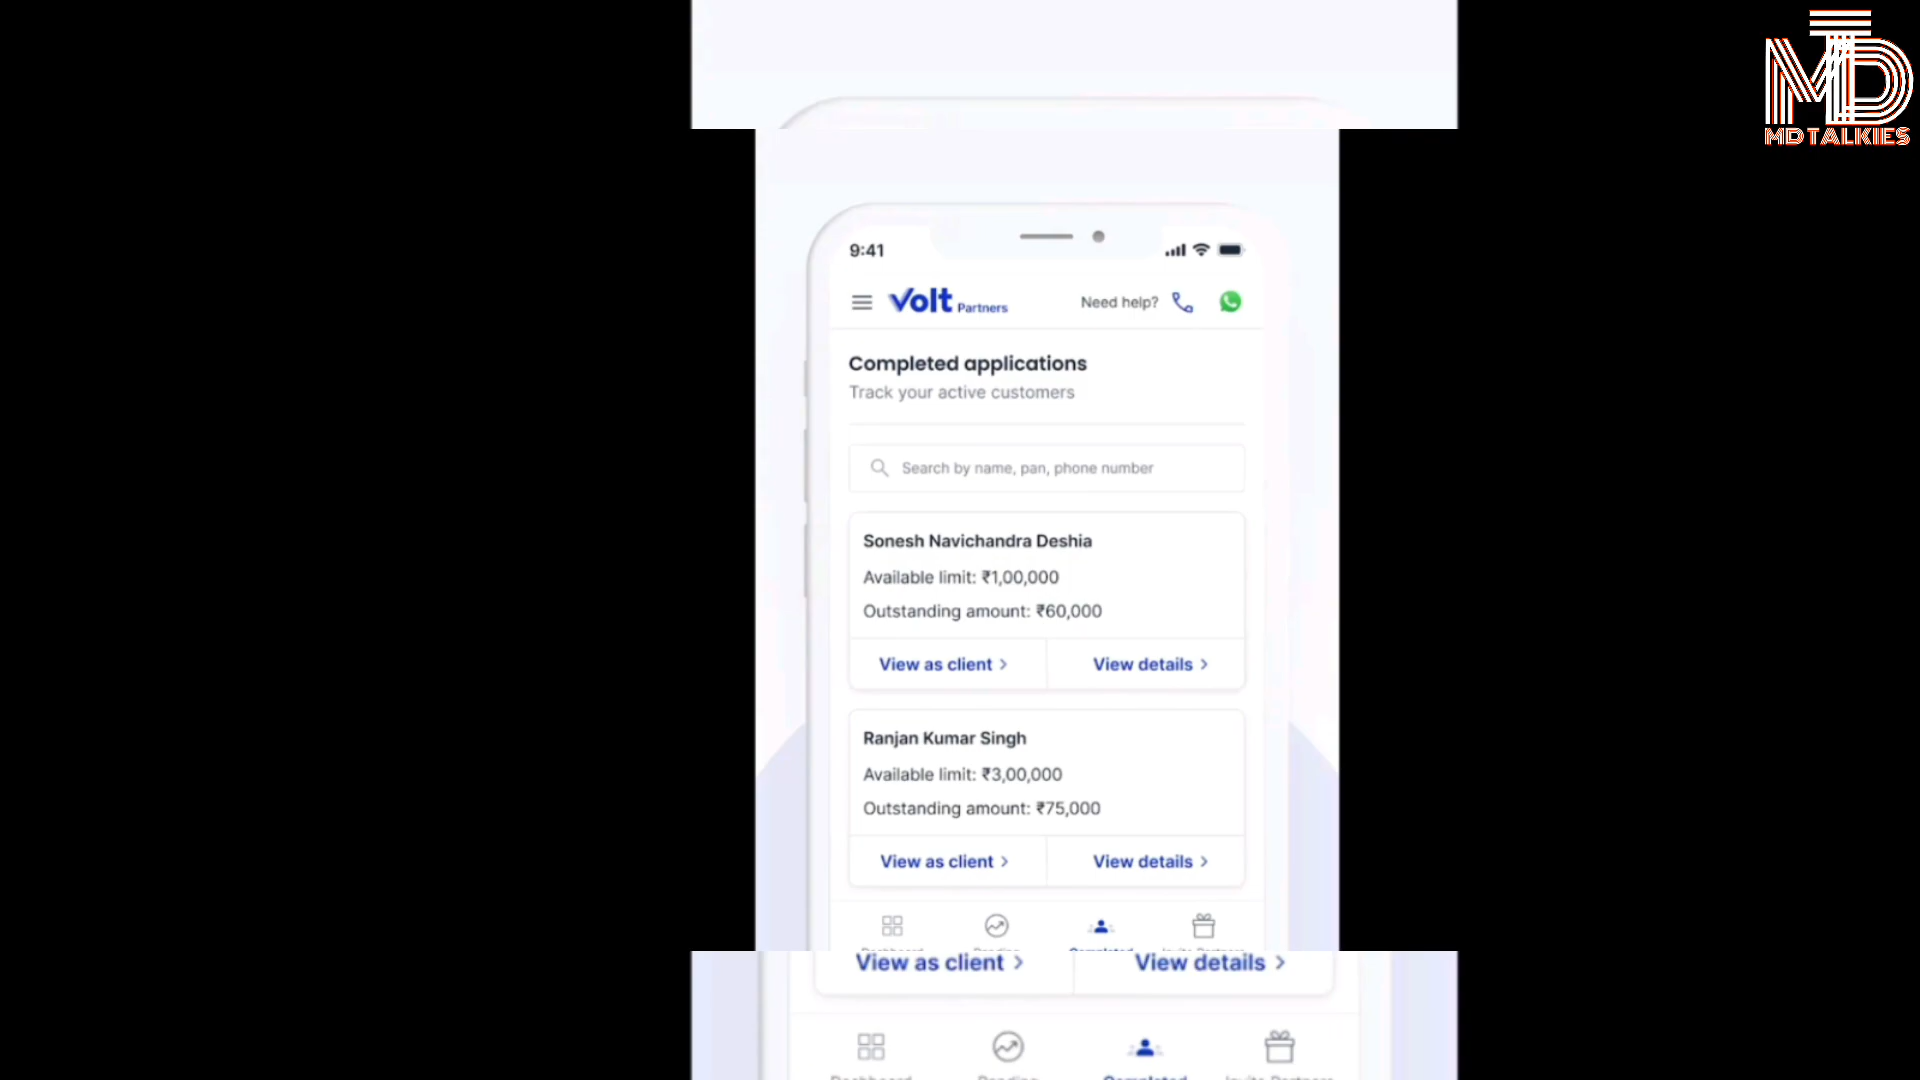 MD
MD TALKIES
9:41
Volt Partners
Need help?
Completed applications
Track your active customers
Search by name, pan, phone number
Sonesh Navichandra Deshia
Available limit: ₹1,00,000
Outstanding amount: ₹60,000
View as client >
View details >
Ranjan Kumar Singh
Available limit: ₹3,00,000
Outstanding amount: ₹75,000
View as client >
View details >
View as client >
View details >